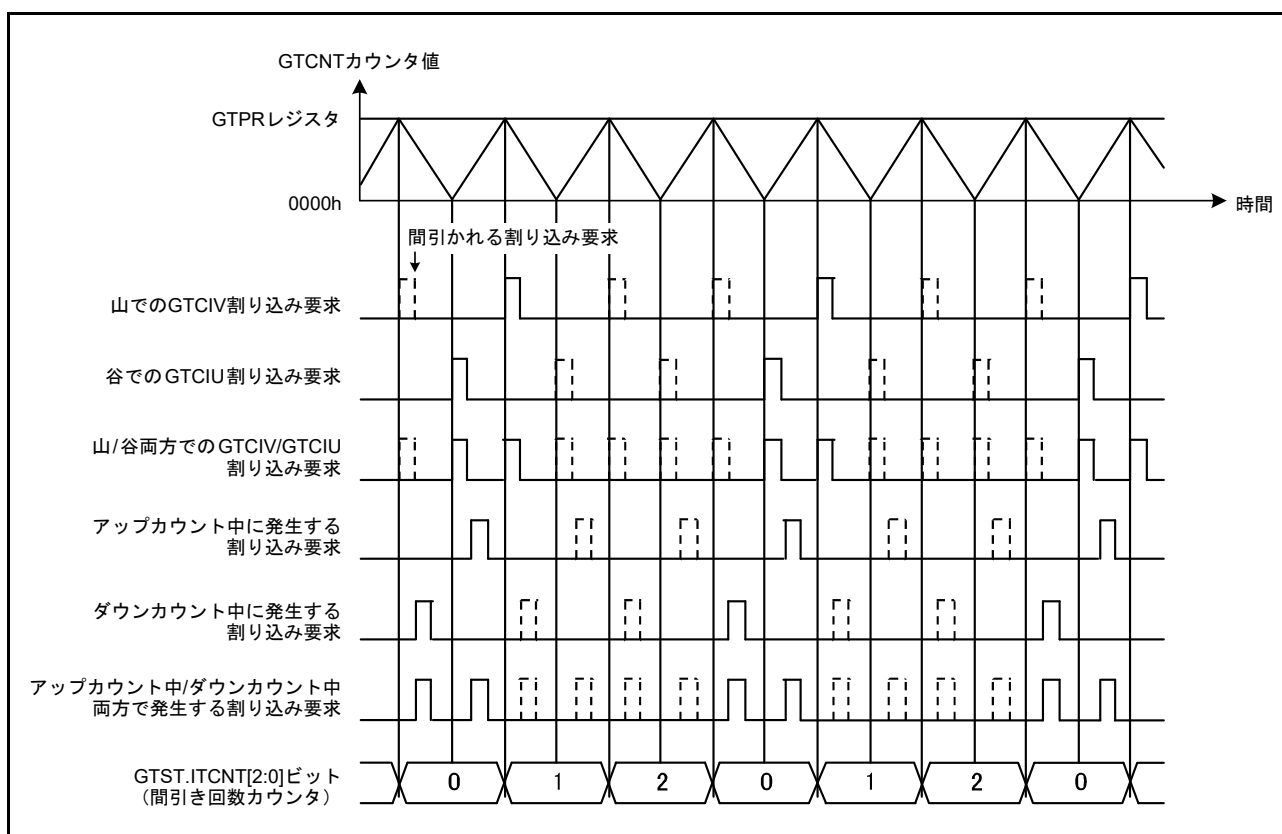 GTCNTカウンタ値
GTPRレジスタ
0000h
時間
間引かれる割り込み要求
山でのGTCIV割り込み要求
谷でのGTCIU割り込み要求
山/谷両方でのGTCIV/GTCIU
割り込み要求
アップカウント中に発生する
割り込み要求
ダウンカウント中に発生する
割り込み要求
アップカウント中/ダウンカウント中
両方で発生する割り込み要求
GTST.ITCNT[2:0]ビット
（間引き回数カウンタ）
0 1 2 0 1 2 0